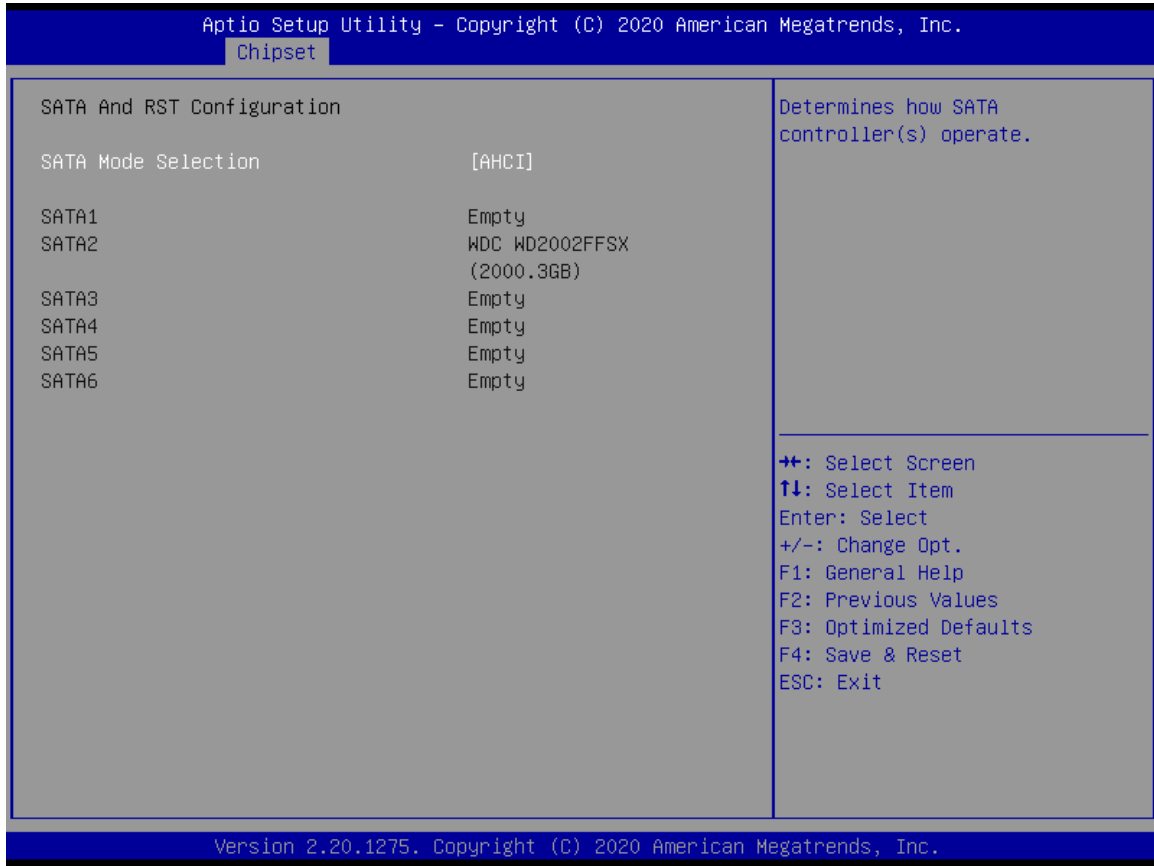 Aptio Setup Utility – Copyright (C) 2020 American Megatrends, Inc.
Chipset
SATA And RST Configuration
SATA Mode Selection [AHCI]
SATA1 Empty
SATA2 WDC WD2002FFSX
(2000.3GB)
SATA3 Empty
SATA4 Empty
SATA5 Empty
SATA6 Empty
Determines how SATA
controller(s) operate.
→←: Select Screen
↑↓: Select Item
Enter: Select
+/-: Change Opt.
F1: General Help
F2: Previous Values
F3: Optimized Defaults
F4: Save & Reset
ESC: Exit
Version 2.20.1275. Copyright (C) 2020 American Megatrends, Inc.